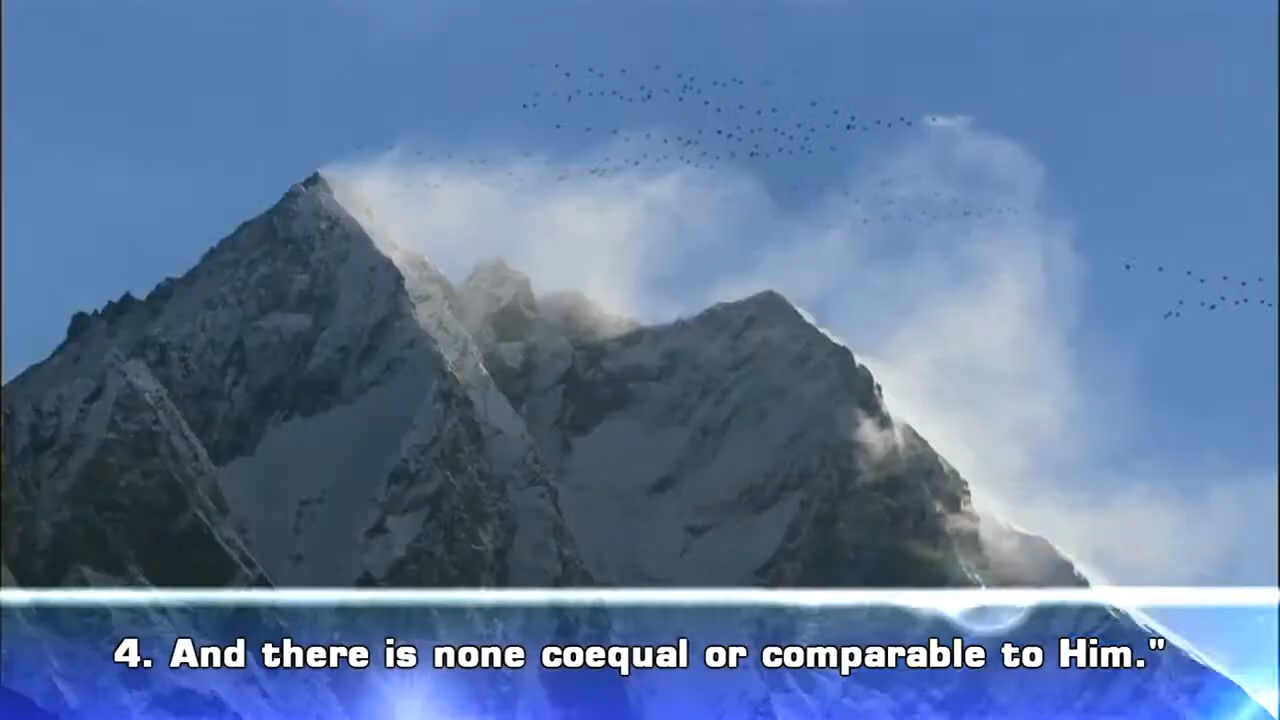 4. And there is none coequal or comparable to Him."